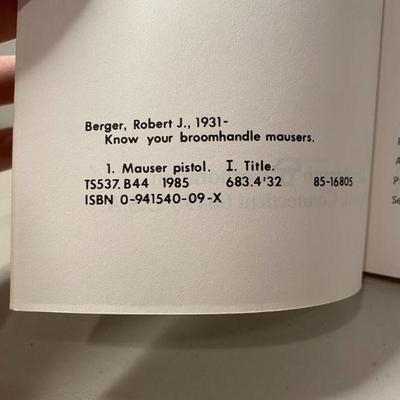 Berger, Robert J., 1931-
Know your broomhandle mausers.
1. Mauser pistol. I. Title.
TS537.B44 1985 683.4'32 85-16805
ISBN 0-941540-09-X